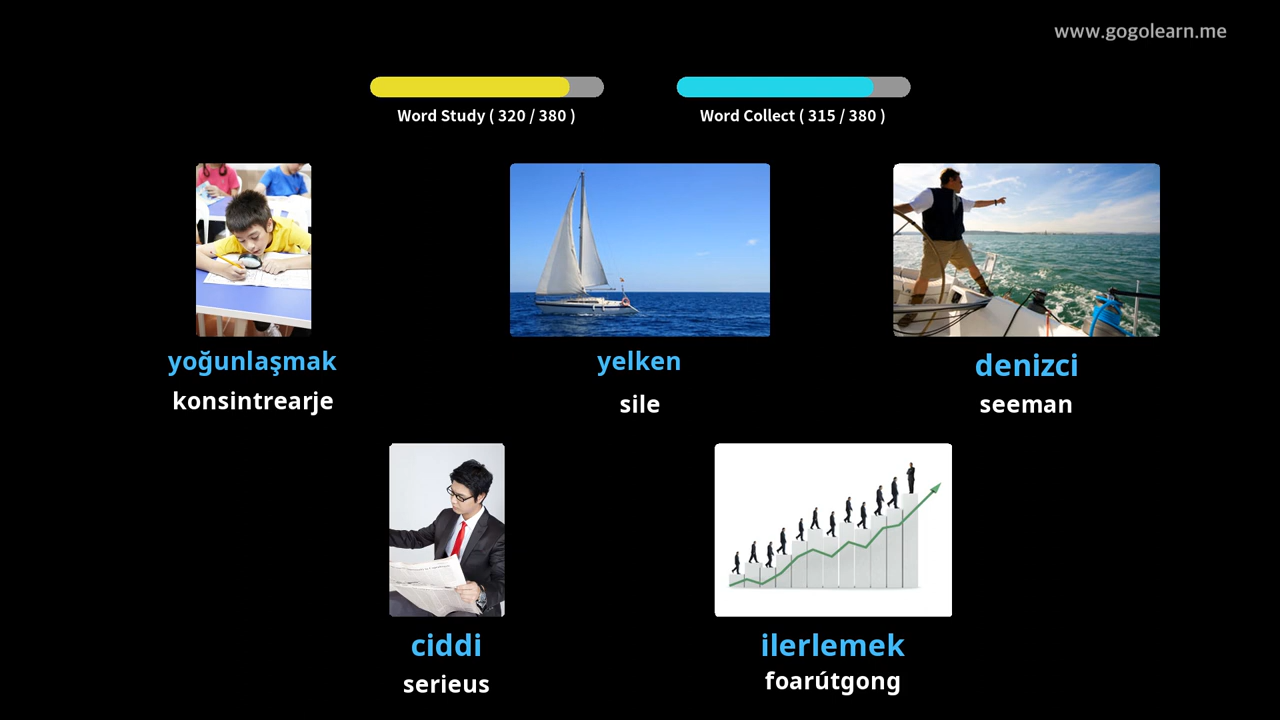 www.gogolearn.me
Word Study ( 320 / 380 )
Word Collect ( 315 / 380 )
yoğunlaşmak
konsintrearje
yelken
sile
denizci
seeman
ciddi
serieus
ilerlemek
foarútgong